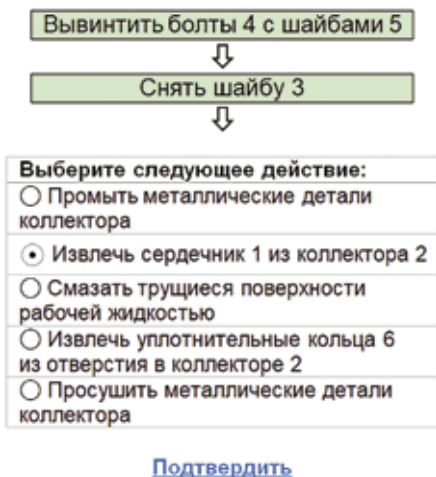 Вывинтить болты 4 с шайбами 5
Снять шайбу 3
Выберите следующее действие:
Промыть металлические детали
коллектора
Извлечь сердечник 1 из коллектора 2
Смазать трущиеся поверхности
рабочей жидкостью
Извлечь уплотнительные кольца 6
из отверстия в коллекторе 2
Просушить металлические детали
коллектора
Подтвердить